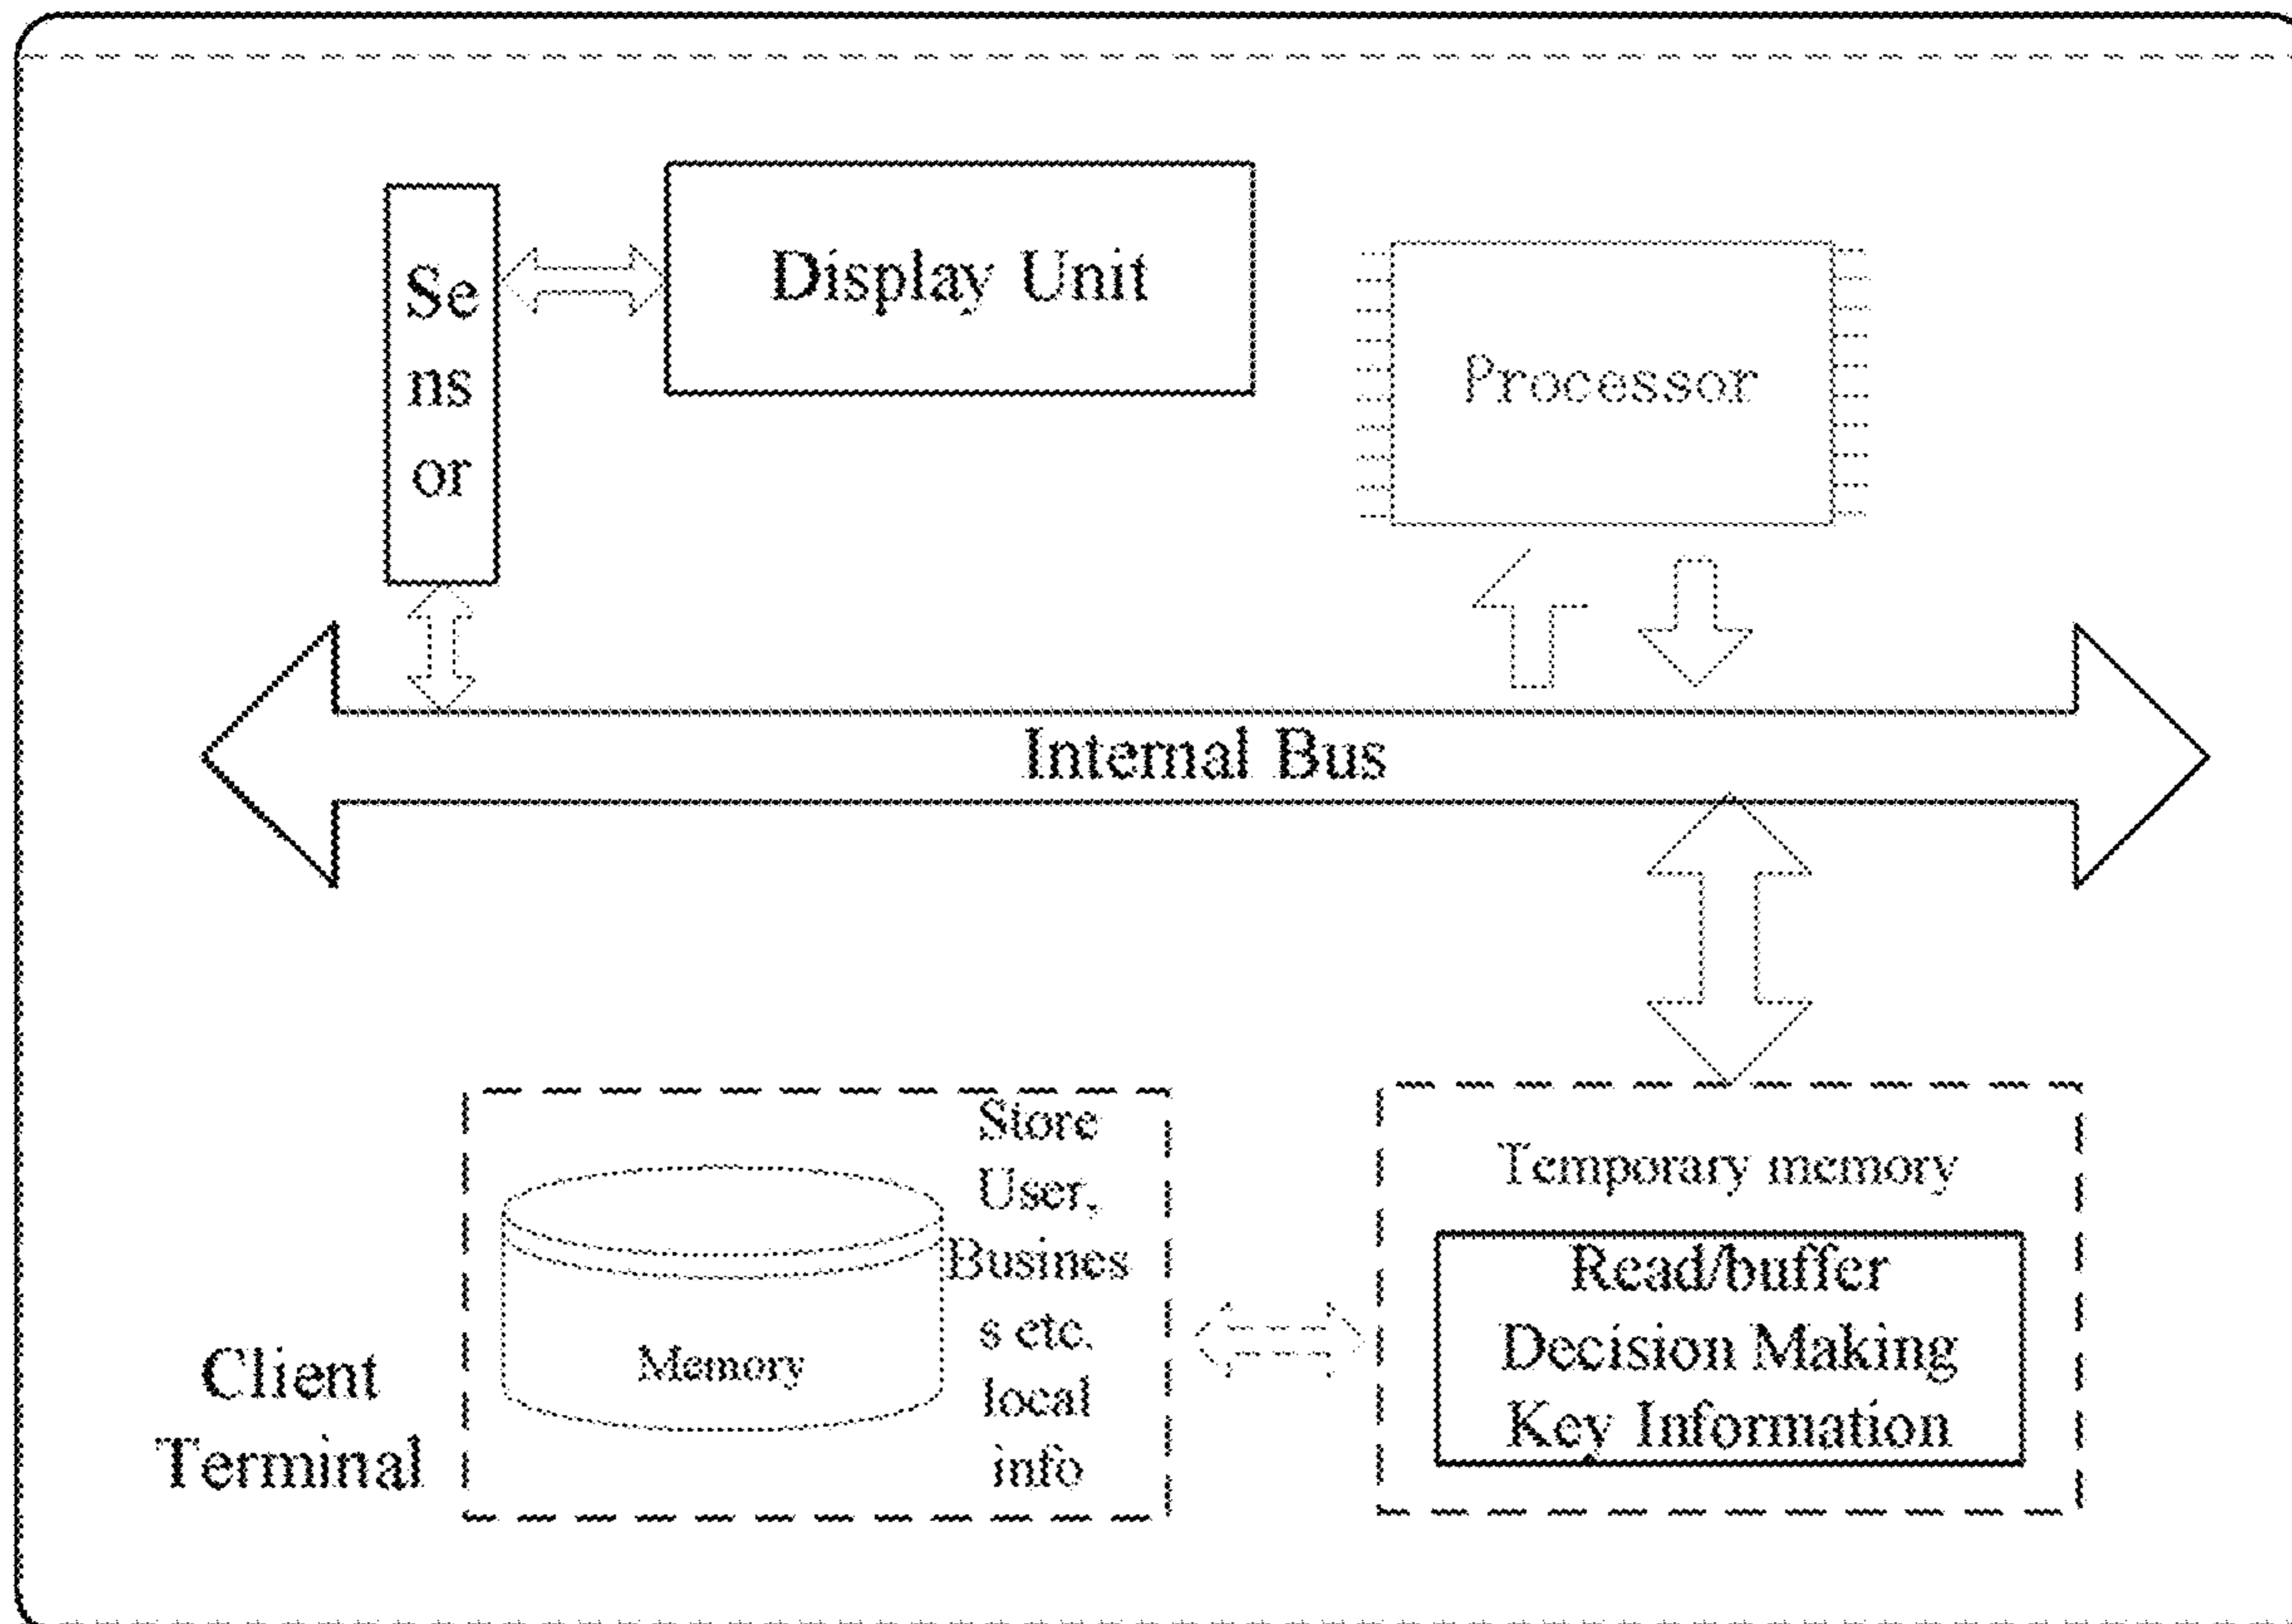 Se
ns
or
Display Unit
Processor
Internal Bus
Client
Terminal
Memory
Store
User,
Busines
s etc.
local
info
Temporary memory
Read/buffer
Decision Making
Key Information